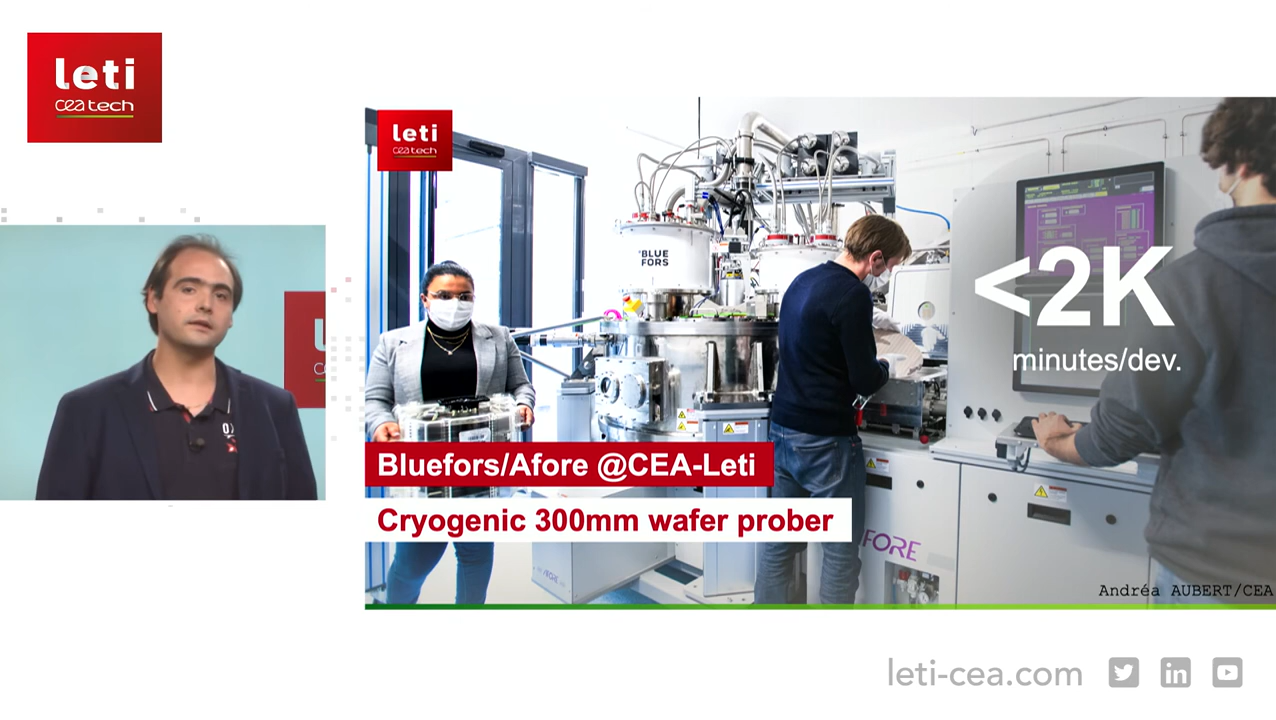 leti
cea tech
leti
cea tech
BLUE
FORS
<2K
minutes/dev.
Bluefors/Afore @CEA-Leti
Cryogenic 300mm wafer prober
FORE
Andréa AUBERT/CEA
leti-cea.com